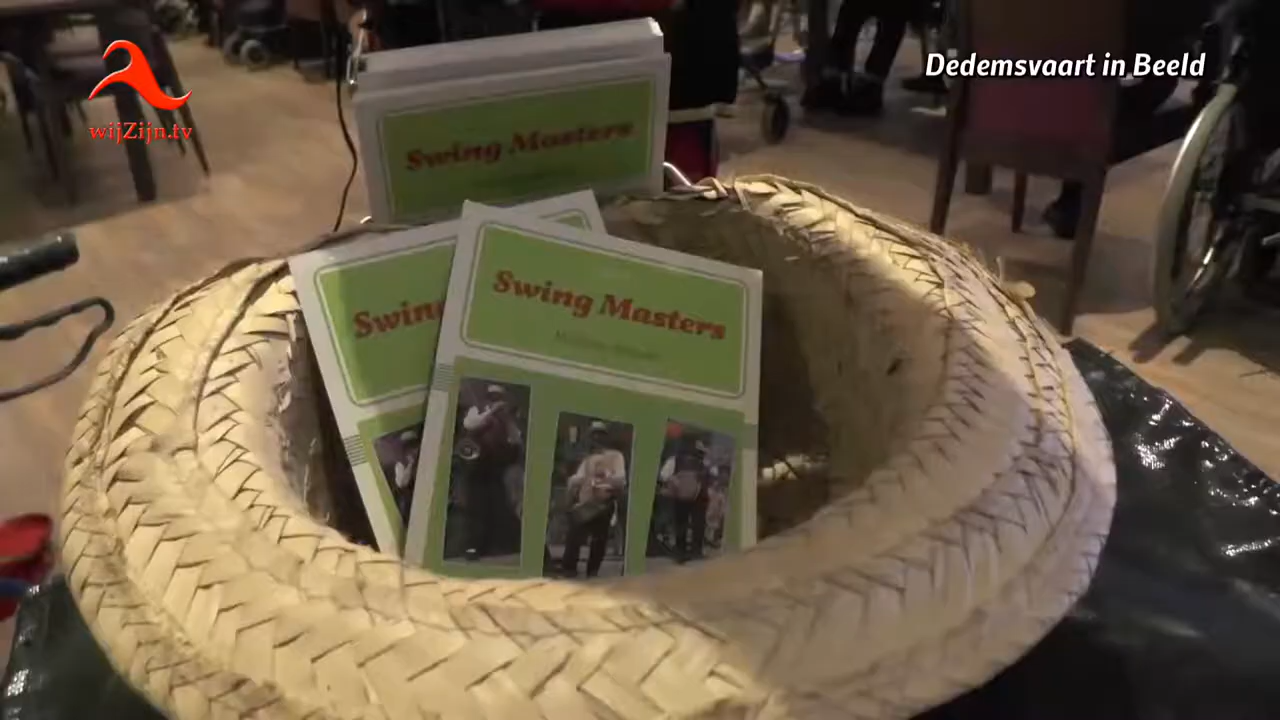 wijZijn.tv
Dedemsvaart in Beeld
Swing Masters
Swing Masters
Swin